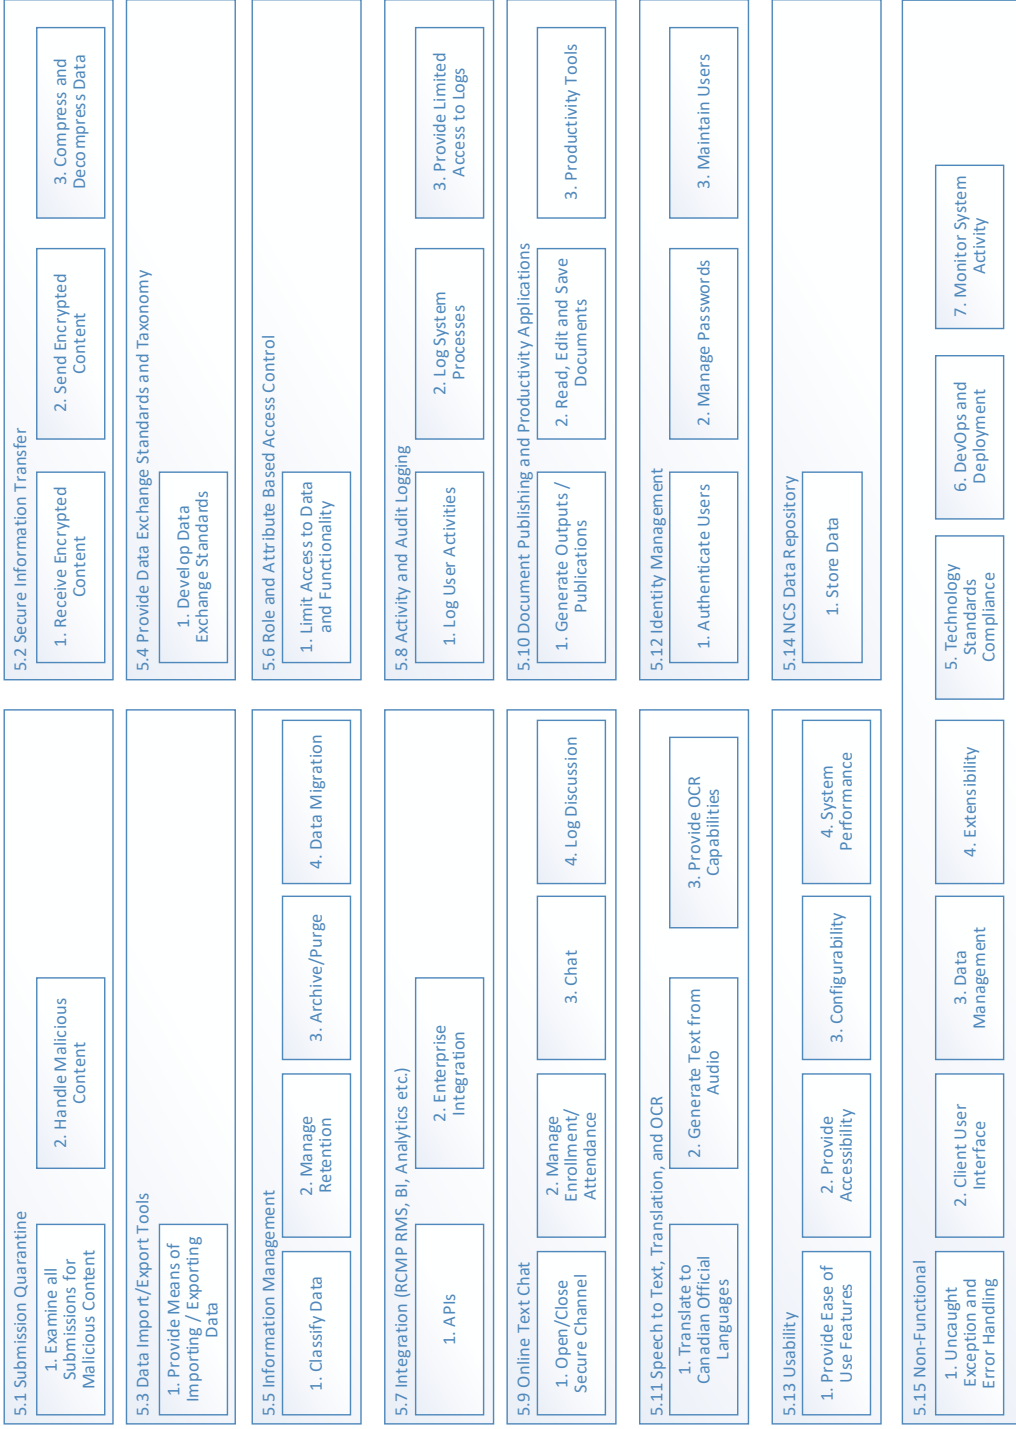 5.1 Submission Quarantine
1. Examine all
Submissions for
Malicious Content
2. Handle Malicious
Content
5.2 Secure Information Transfer
1. Receive Encrypted
Content
2. Send Encrypted
Content
3. Compress and
Decompress Data
5.3 Data Import/Export Tools
1. Provide Means of
Importing / Exporting
Data
5.4 Provide Data Exchange Standards and Taxonomy
1. Develop Data
Exchange Standards
5.5 Information Management
1. Classify Data
2. Manage
Retention
3. Archive/Purge
4. Data Migration
5.6 Role and Attribute Based Access Control
1. Limit Access to Data
and Functionality
5.7 Integration (RCMP RMS, BI, Analytics etc.)
1. APIs
2. Enterprise
Integration
5.8 Activity and Audit Logging
1. Log User Activities
2. Log System
Processes
3. Provide Limited
Access to Logs
5.9 Online Text Chat
1. Open/Close
Secure Channel
2. Manage
Enrollment/
Attendance
3. Chat
4. Log Discussion
5.10 Document Publishing and Productivity Applications
1. Generate Outputs /
Publications
2. Read, Edit and Save
Documents
3. Productivity Tools
5.11 Speech to Text, Translation, and OCR
1. Translate to
Canadian Official
Languages
2. Generate Text from
Audio
3. Provide OCR
Capabilities
5.12 Identity Management
1. Authenticate Users
2. Manage Passwords
3. Maintain Users
5.13 Usability
1. Provide Ease of
Use Features
2. Provide
Accessibility
3. Configurability
4. System
Performance
5.14 NCS Data Repository
1. Store Data
5.15 Non-Functional
1. Uncaught
Exception and
Error Handling
2. Client User
Interface
3. Data
Management
4. Extensibility
5. Technology
Standards
Compliance
6. DevOps and
Deployment
7. Monitor System
Activity